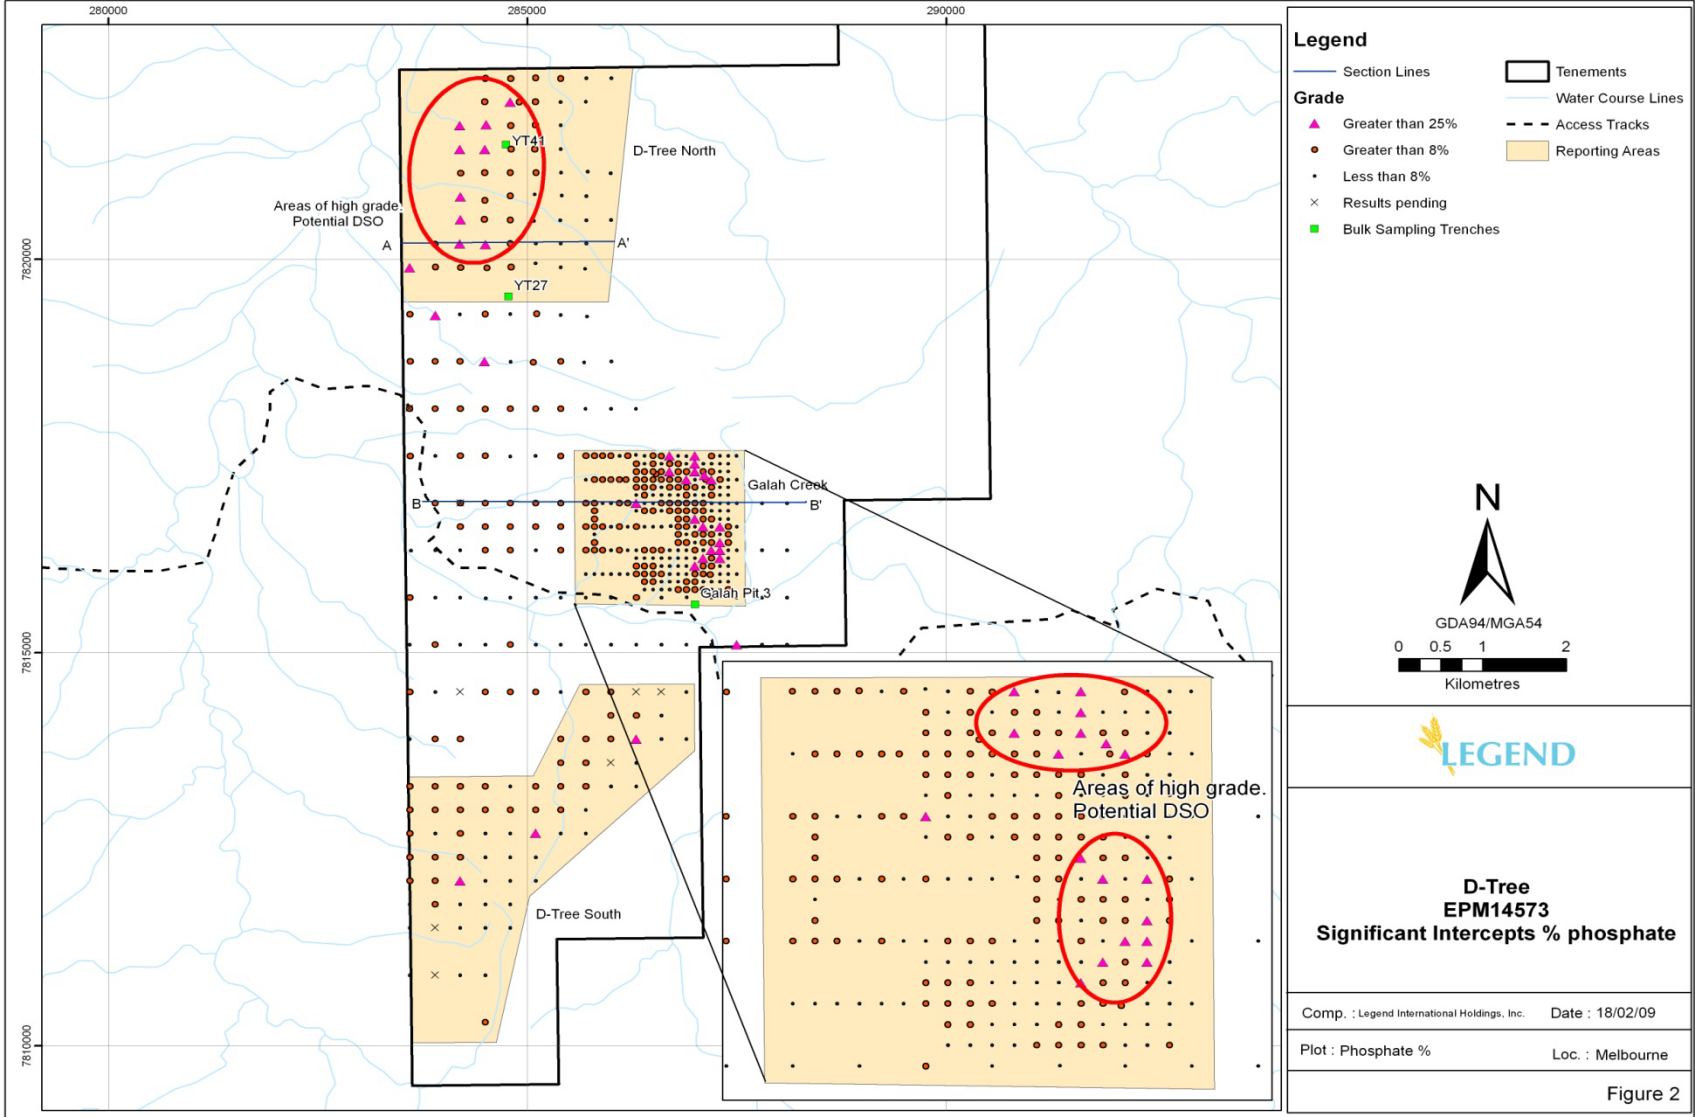 280000
285000
290000
7820000
7815000
7810000
D-Tree North
YT41
Areas of high grade.
Potential DSO
A
A'
YT27
Galah Creek
B
B'
Galah Pit 3
D-Tree South
Areas of high grade.
Potential DSO
Legend
Section Lines
Tenements
Grade
Water Course Lines
Greater than 25%
Access Tracks
Greater than 8%
Reporting Areas
Less than 8%
Results pending
Bulk Sampling Trenches
N
GDA94/MGA54
0 0.5 1 2
Kilometres
LEGEND
D-Tree
EPM14573
Significant Intercepts % phosphate
Comp. : Legend International Holdings, Inc. Date : 18/02/09
Plot : Phosphate % Loc. : Melbourne
Figure 2